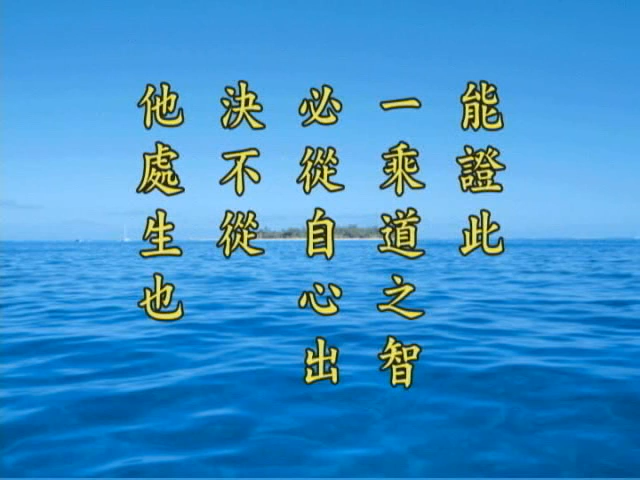 能證此
一乘道之智
必從自心出
決不從
他處生也